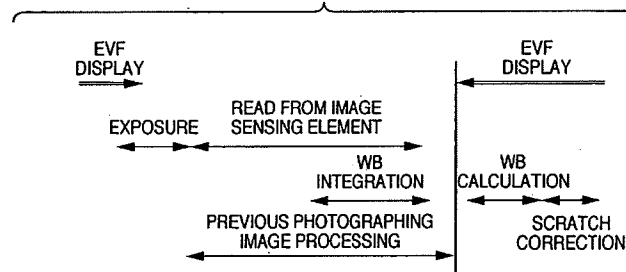 EVF
DISPLAY
EVF
DISPLAY
READ FROM IMAGE
SENSING ELEMENT
EXPOSURE
WB
INTEGRATION
WB
CALCULATION
PREVIOUS PHOTOGRAPHING
IMAGE PROCESSING
SCRATCH
CORRECTION